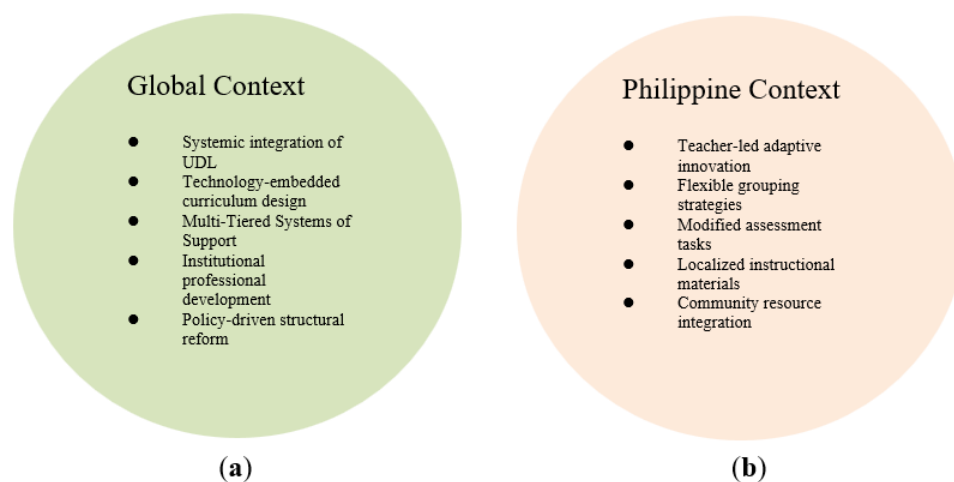 Global Context
● Systemic integration of
UDL
● Technology-embedded
curriculum design
● Multi-Tiered Systems of
Support
● Institutional
professional
development
● Policy-driven structural
reform
(a)
Philippine Context
● Teacher-led adaptive
innovation
● Flexible grouping
strategies
● Modified assessment
tasks
● Localized instructional
materials
● Community resource
integration
(b)